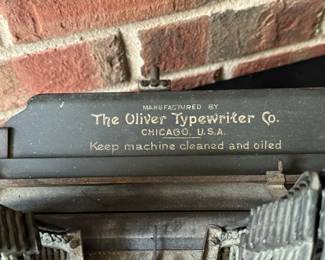 MANUFACTURED BY
The Oliver Typewriter Co.
CHICAGO, U.S.A.
Keep machine cleaned and oiled